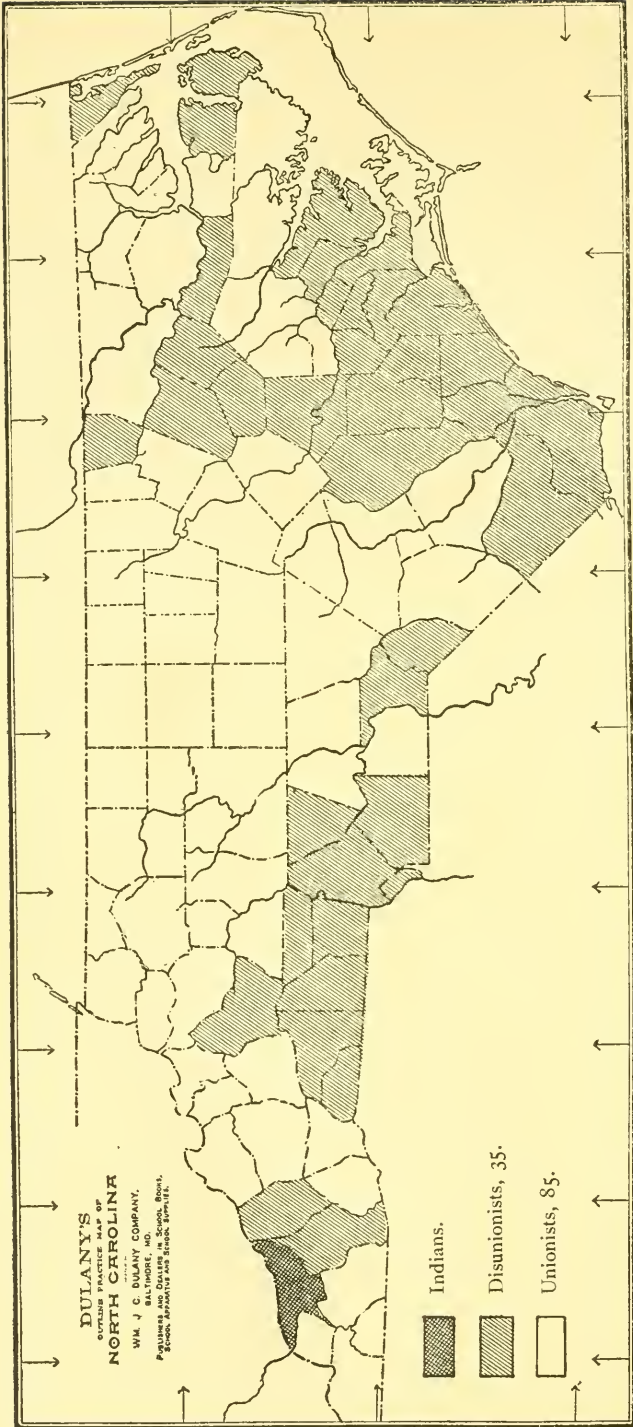 DULANY'S
OUTLINE PRACTICE MAP OF
NORTH CAROLINA
WM. J. C. DULANY COMPANY,
BALTIMORE, MD.
PUBLISHERS AND DEALERS IN SCHOOL BOOKS,
SCHOOL APPARATUS AND SCHOOL SUPPLIES.
Indians.
Disunionists, 35.
Unionists, 85.